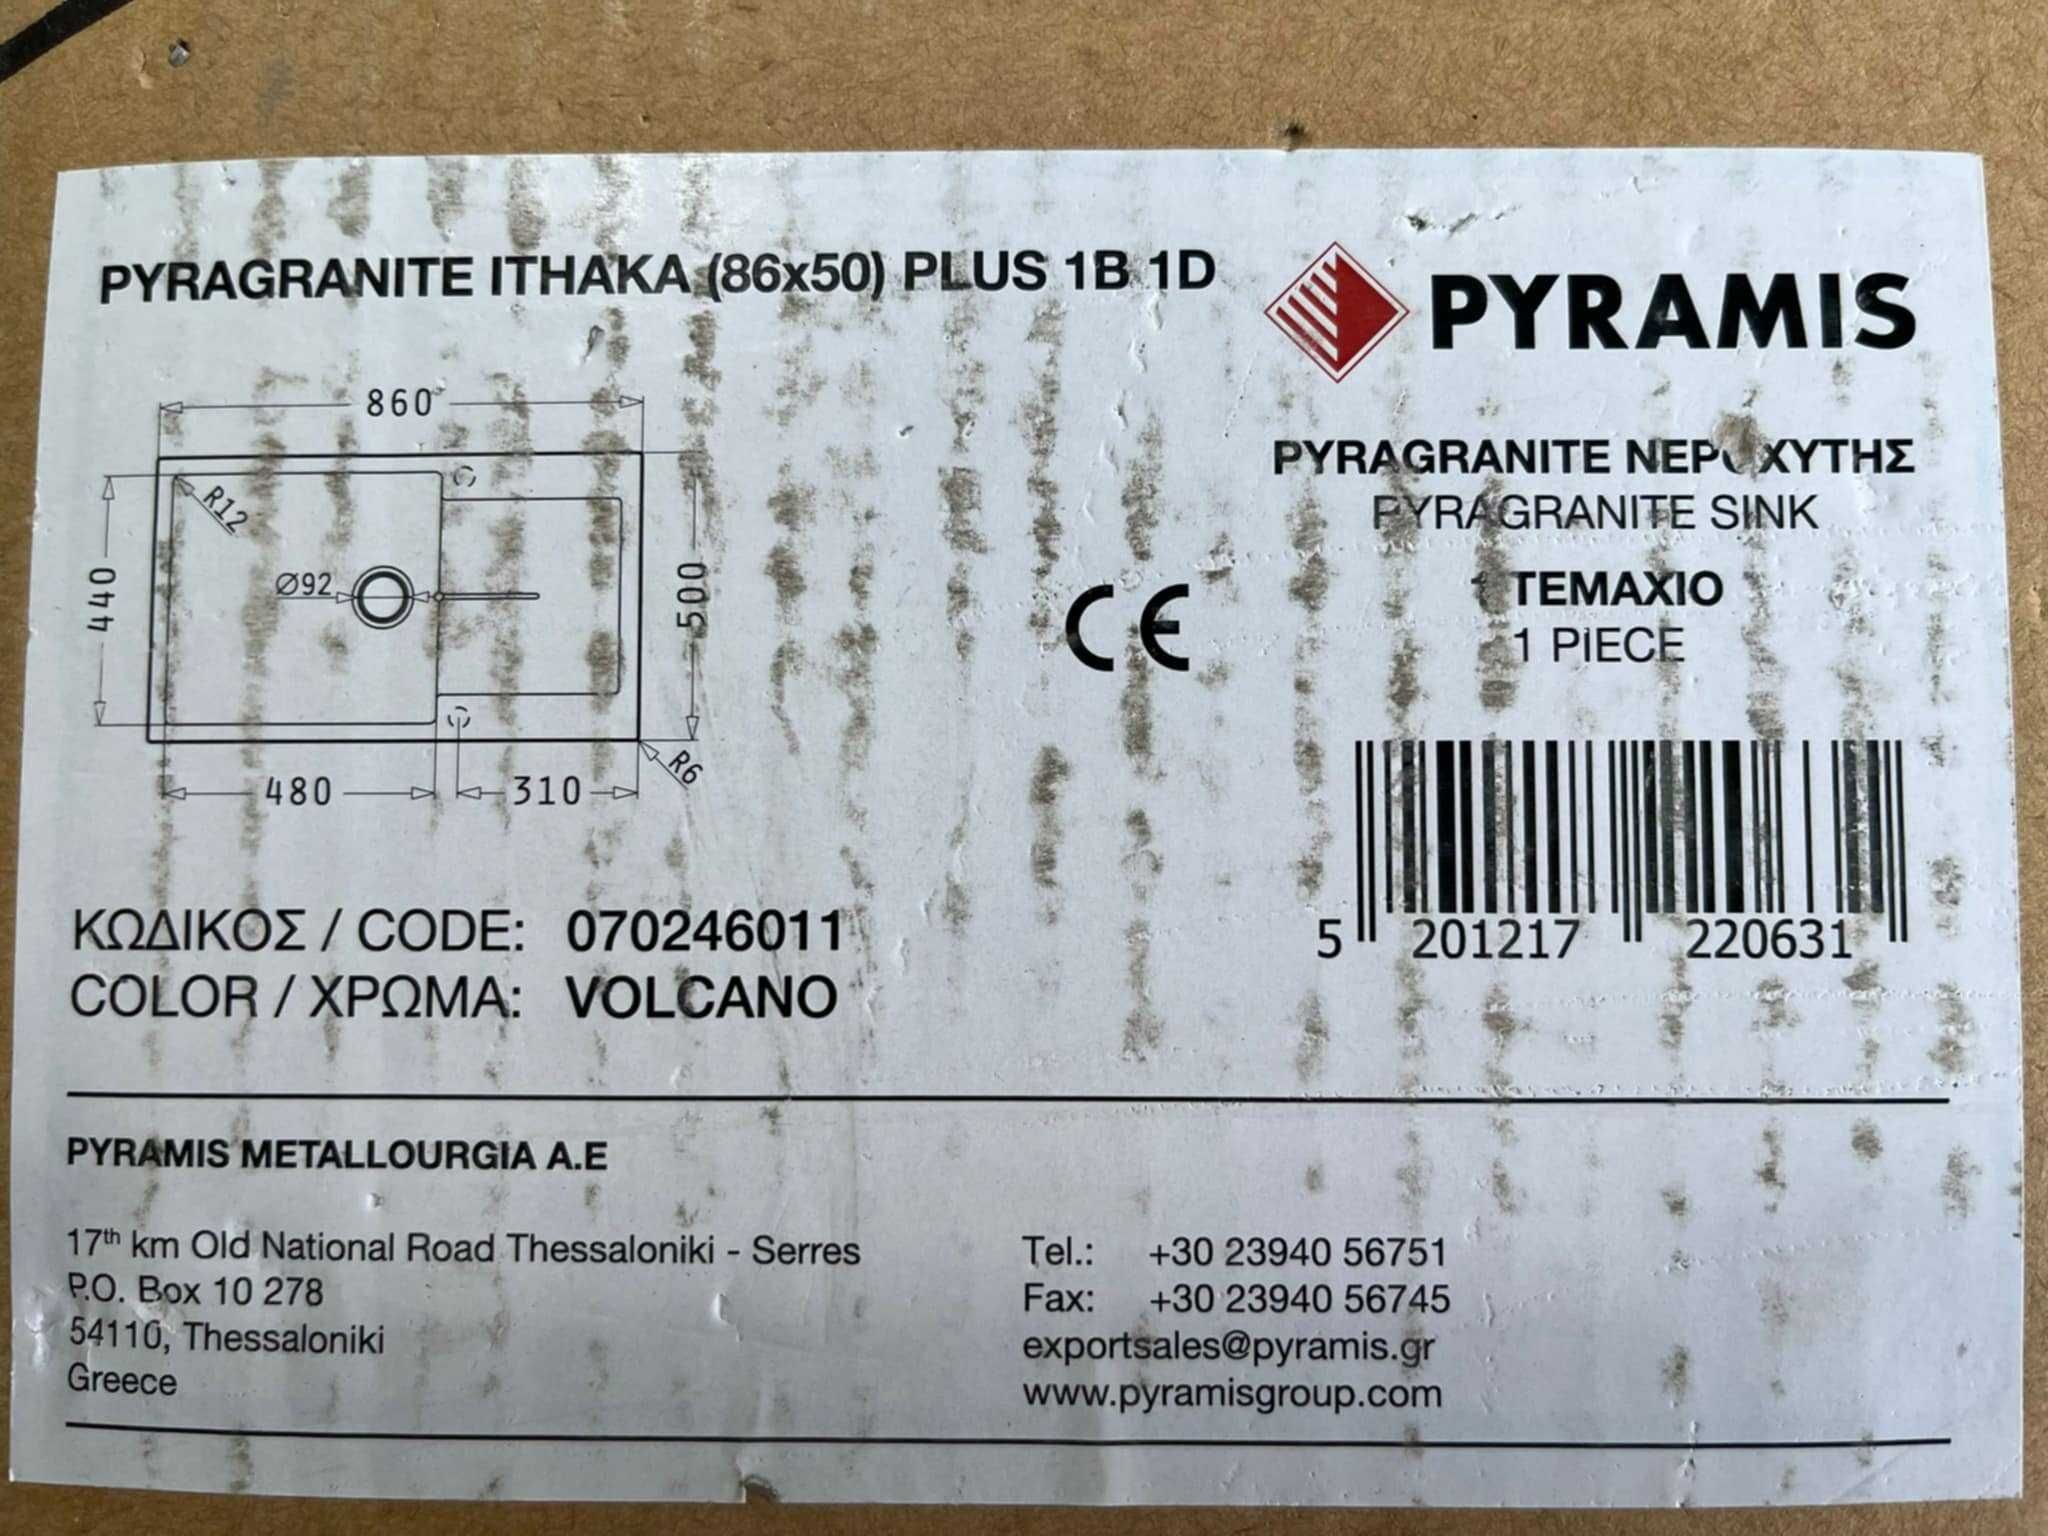 PYRAGRANITE ITHAKA (86x50) PLUS 1B 1D
PYRAMIS
860
R12
440
Ø92
500
480
310
R6
PYRAGRANITE ΝΕΡΟΧΥΤΗΣ
PYRAGRANITE SINK
1 ΤΕΜΑΧΙΟ
1 PIECE
CE
5 201217 220631
ΚΩΔΙΚΟΣ / CODE: 070246011
COLOR / ΧΡΩΜΑ: VOLCANO
PYRAMIS METALLOURGIA A.E
17th km Old National Road Thessaloniki - Serres
P.O. Box 10 278
54110, Thessaloniki
Greece
Tel.: +30 23940 56751
Fax: +30 23940 56745
exportsales@pyramis.gr
www.pyramisgroup.com